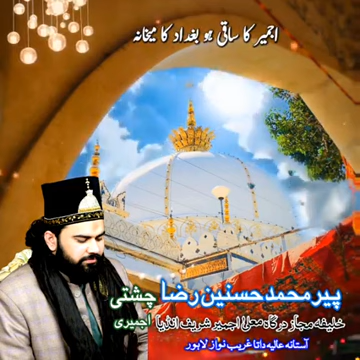 اجمیر کا ساقی ہو بغداد کا میخانہ
پیر محمد حسنین رضا چشتی
خلیفہ مجاز درگاہ معلیٰ اجمیر شریف انڈیا اجمیری
آستانہ عالیہ داتا غریب نواز لاہور